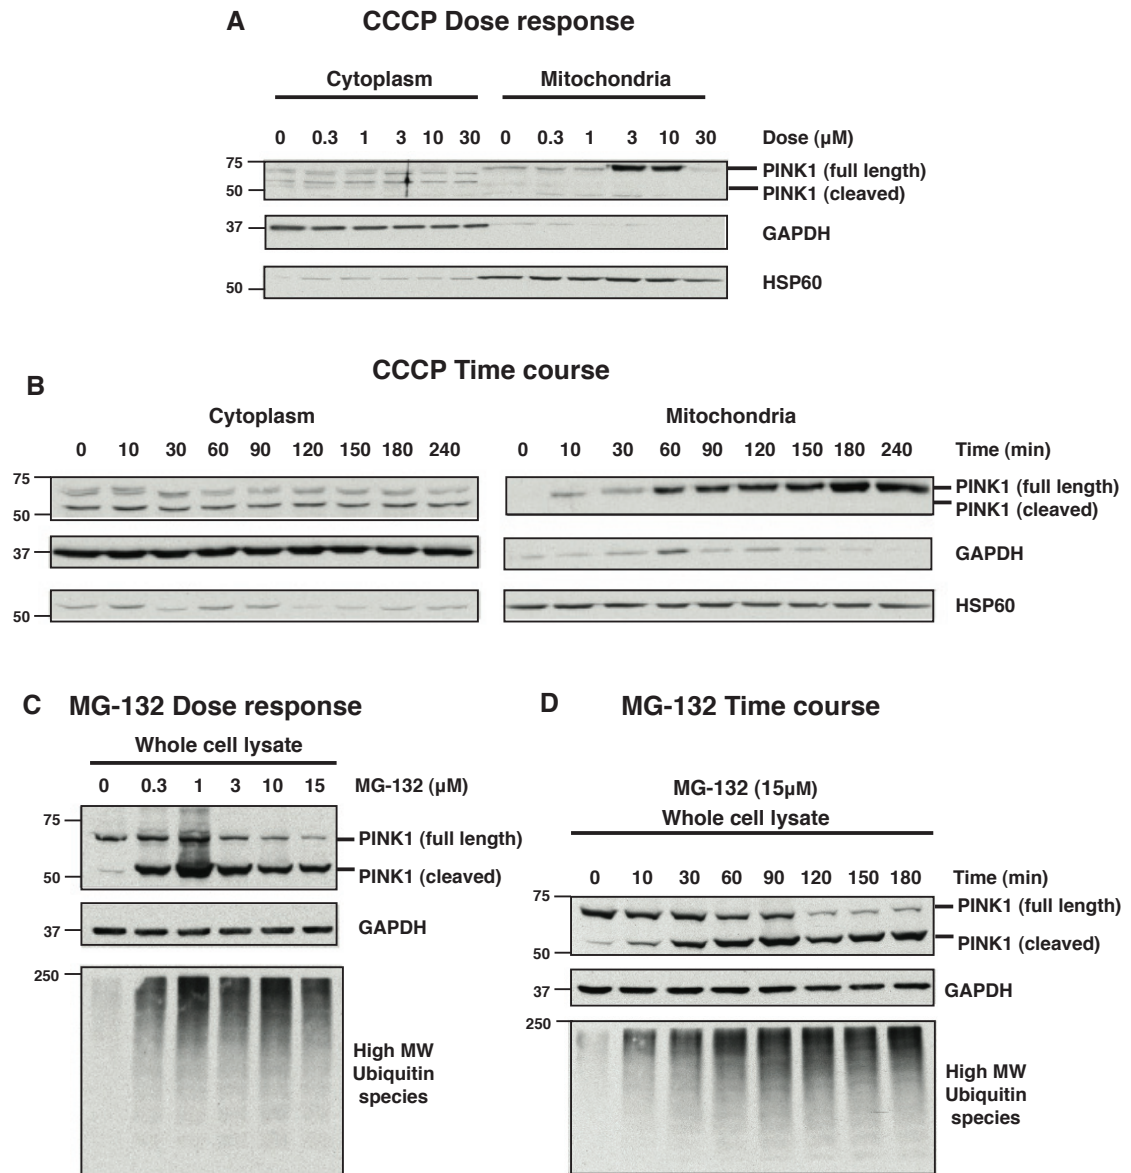 A CCCP Dose response
Cytoplasm Mitochondria
0 0.3 1 3 10 30 0 0.3 1 3 10 30 Dose (µM)
75 PINK1 (full length)
50 PINK1 (cleaved)
37 GAPDH
50 HSP60
B CCCP Time course
Cytoplasm Mitochondria
0 10 30 60 90 120 150 180 240 0 10 30 60 90 120 150 180 240 Time (min)
75 PINK1 (full length)
50 PINK1 (cleaved)
37 GAPDH
50 HSP60
C MG-132 Dose response
Whole cell lysate
0 0.3 1 3 10 15 MG-132 (µM)
75 PINK1 (full length)
50 PINK1 (cleaved)
37 GAPDH
250
High MW
Ubiquitin
species
D MG-132 Time course
MG-132 (15µM)
Whole cell lysate
0 10 30 60 90 120 150 180 Time (min)
75 PINK1 (full length)
50 PINK1 (cleaved)
37 GAPDH
250
High MW
Ubiquitin
species